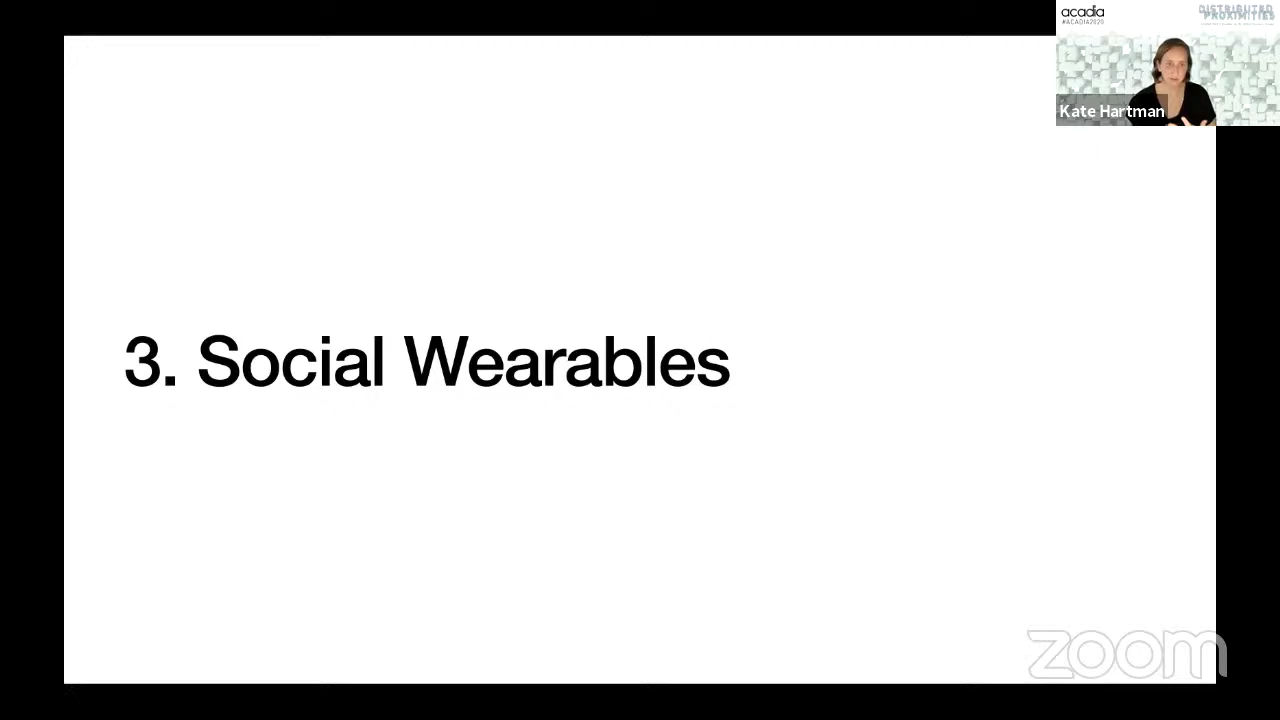 acadia
#ACADIA2020
DISTRIBUTED
PROXIMITIES
Kate Hartman
3. Social Wearables
zoom